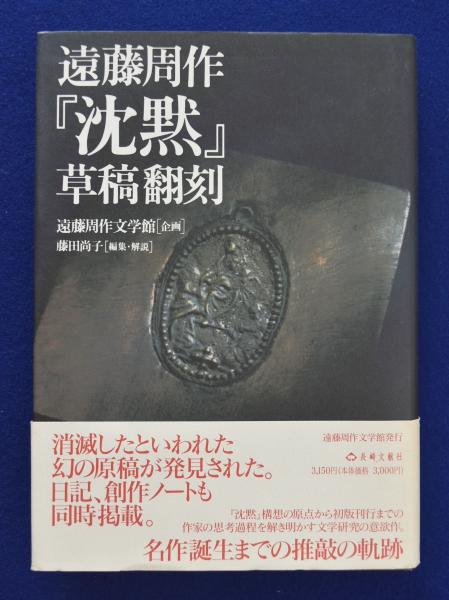 遠藤周作
『沈黙』
草稿翻刻
遠藤周作文学館[企画]
藤田尚子[編集・解説]
消滅したといわれた
幻の原稿が発見された。
日記、創作ノートも
同時掲載。
遠藤周作文学館発行
長崎文献社
3,150円(本体価格 3,000円)
『沈黙』構想の原点から初版刊行までの
作家の思考過程を解き明かす文学研究の意欲作。
名作誕生までの推敲の軌跡